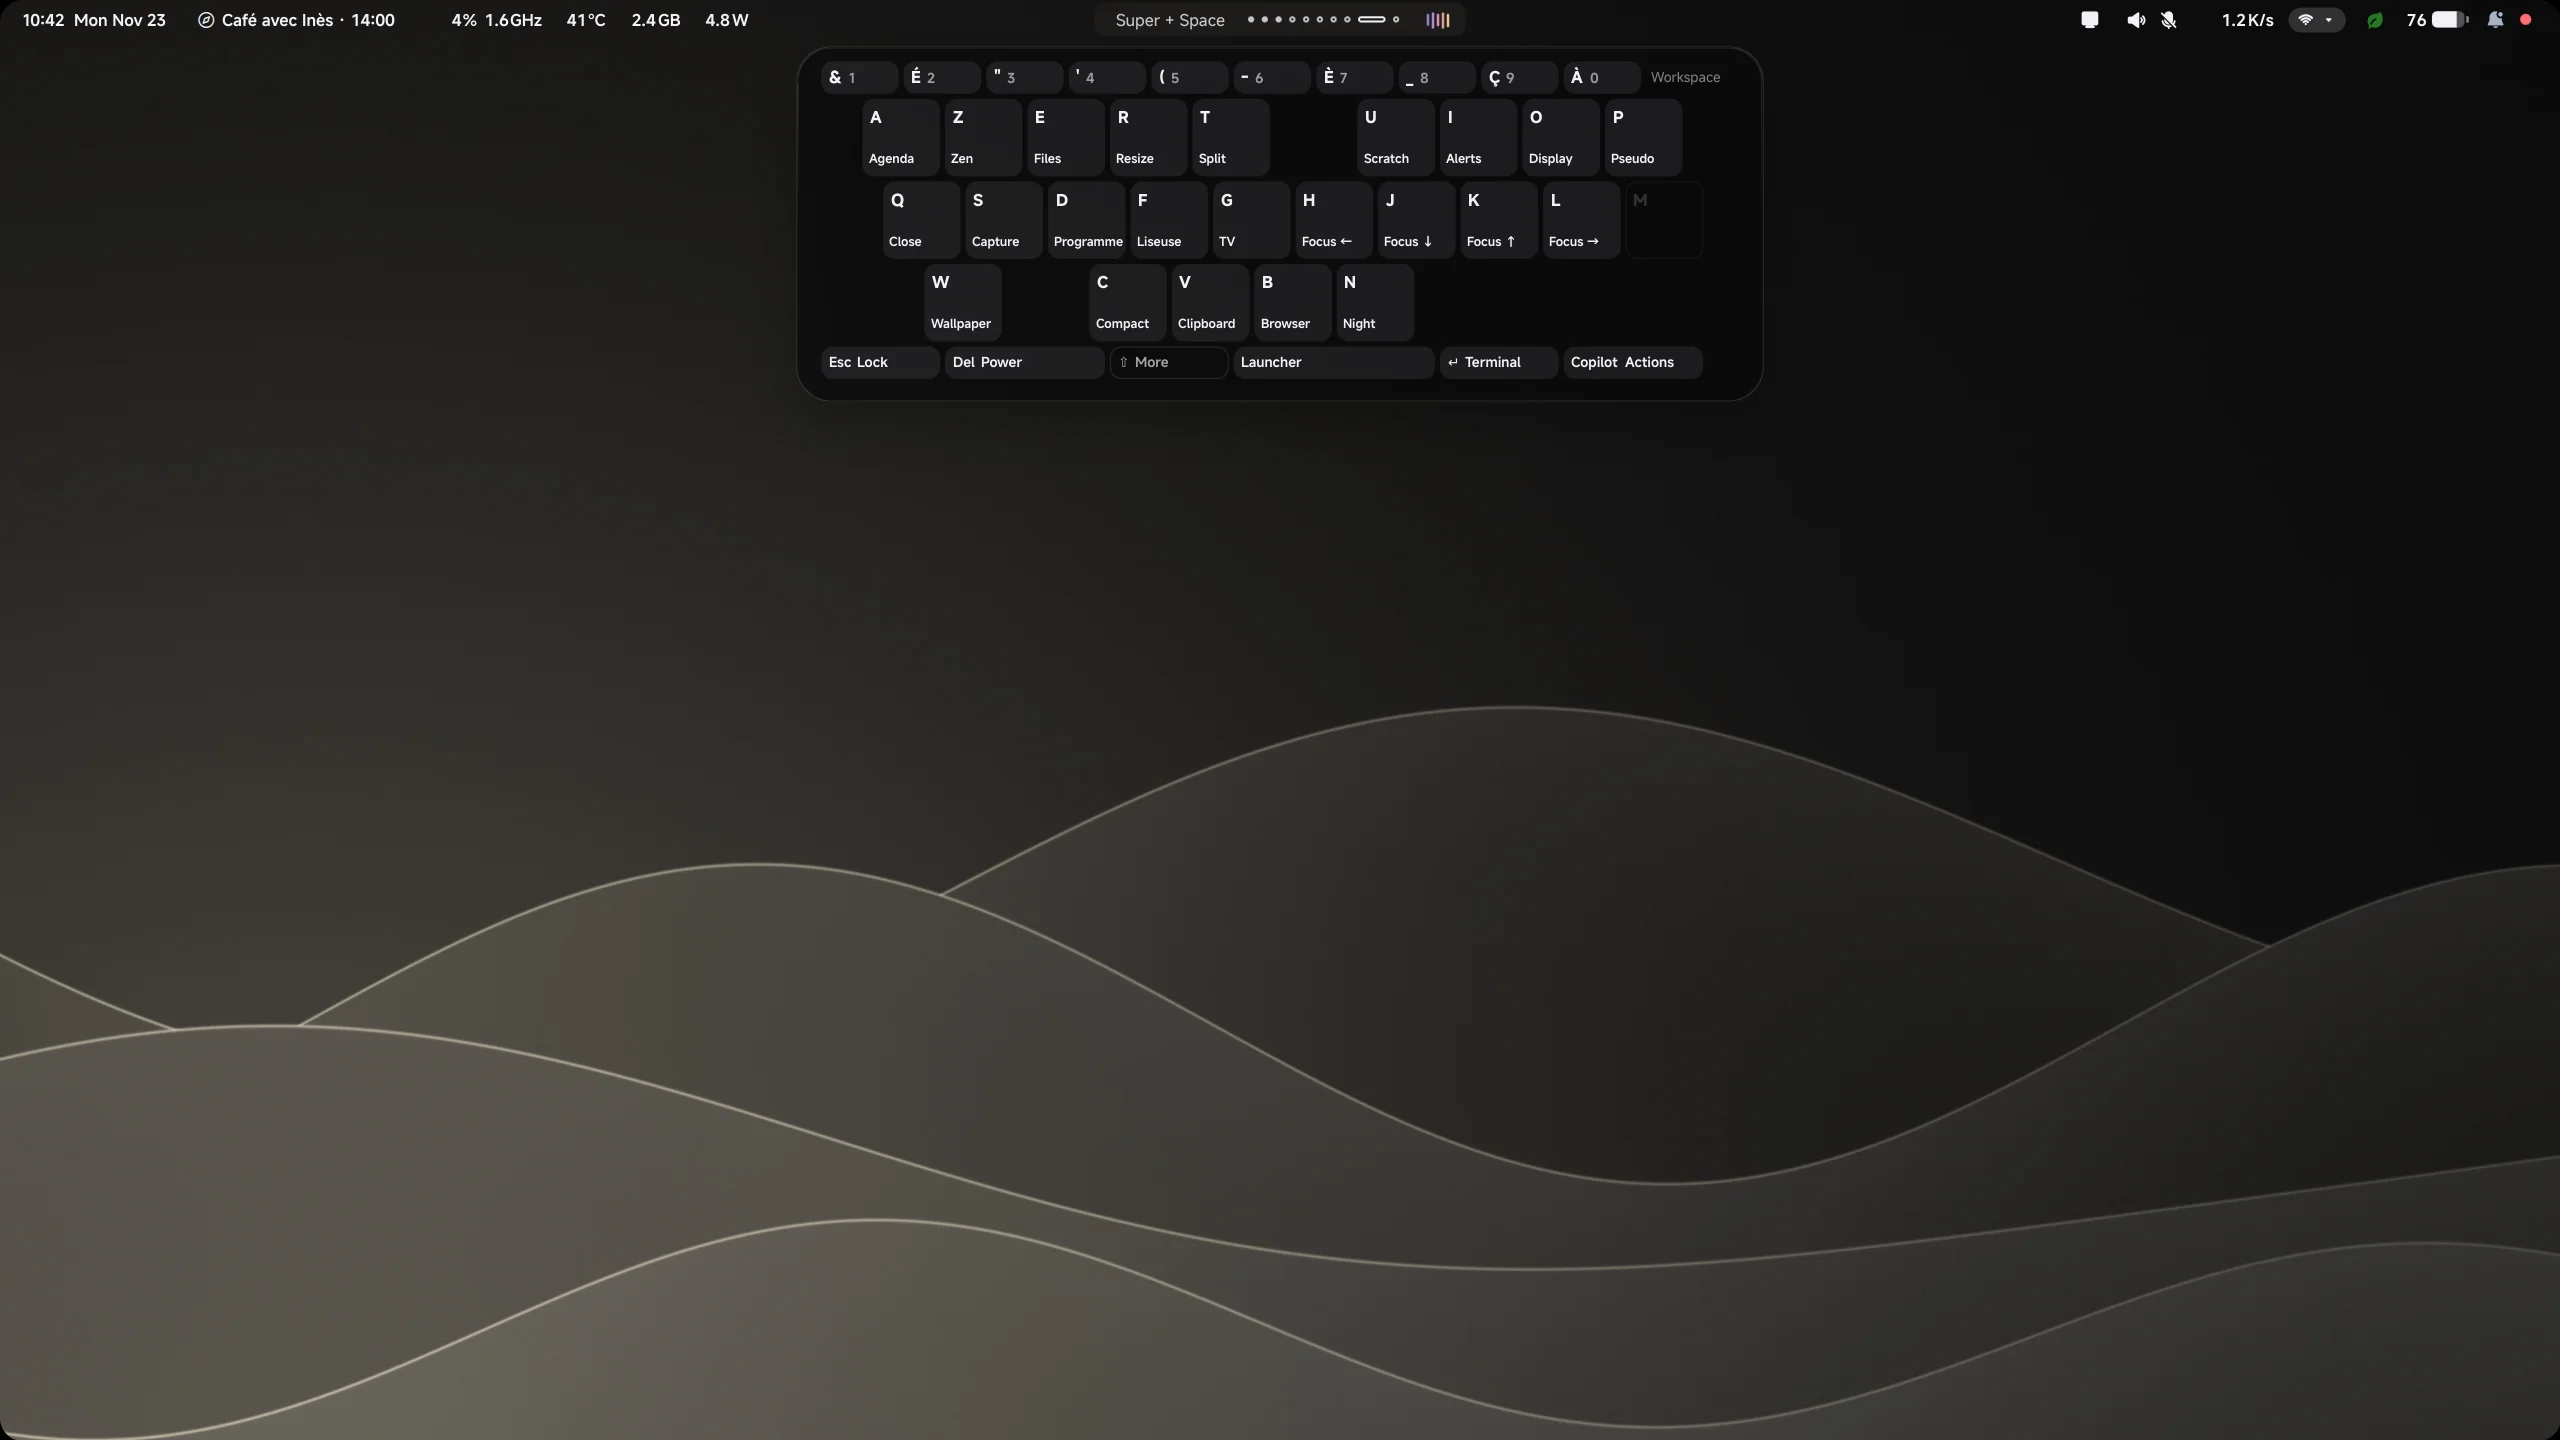 10:42 Mon Nov 23 Café avec Inès · 14:00 4% 1.6GHz 41°C 2.4GB 4.8W Super + Space 1.2K/s 76
& 1 É 2 " 3 ' 4 ( 5 - 6 È 7 _ 8 Ç 9 À 0 Workspace
A Z E R T U I O P
Agenda Zen Files Resize Split Scratch Alerts Display Pseudo
Q S D F G H J K L M
Close Capture Programme Liseuse TV Focus ← Focus ↓ Focus ↑ Focus →
W C V B N
Wallpaper Compact Clipboard Browser Night
Esc Lock Del Power ⇧ More Launcher ↵ Terminal Copilot Actions